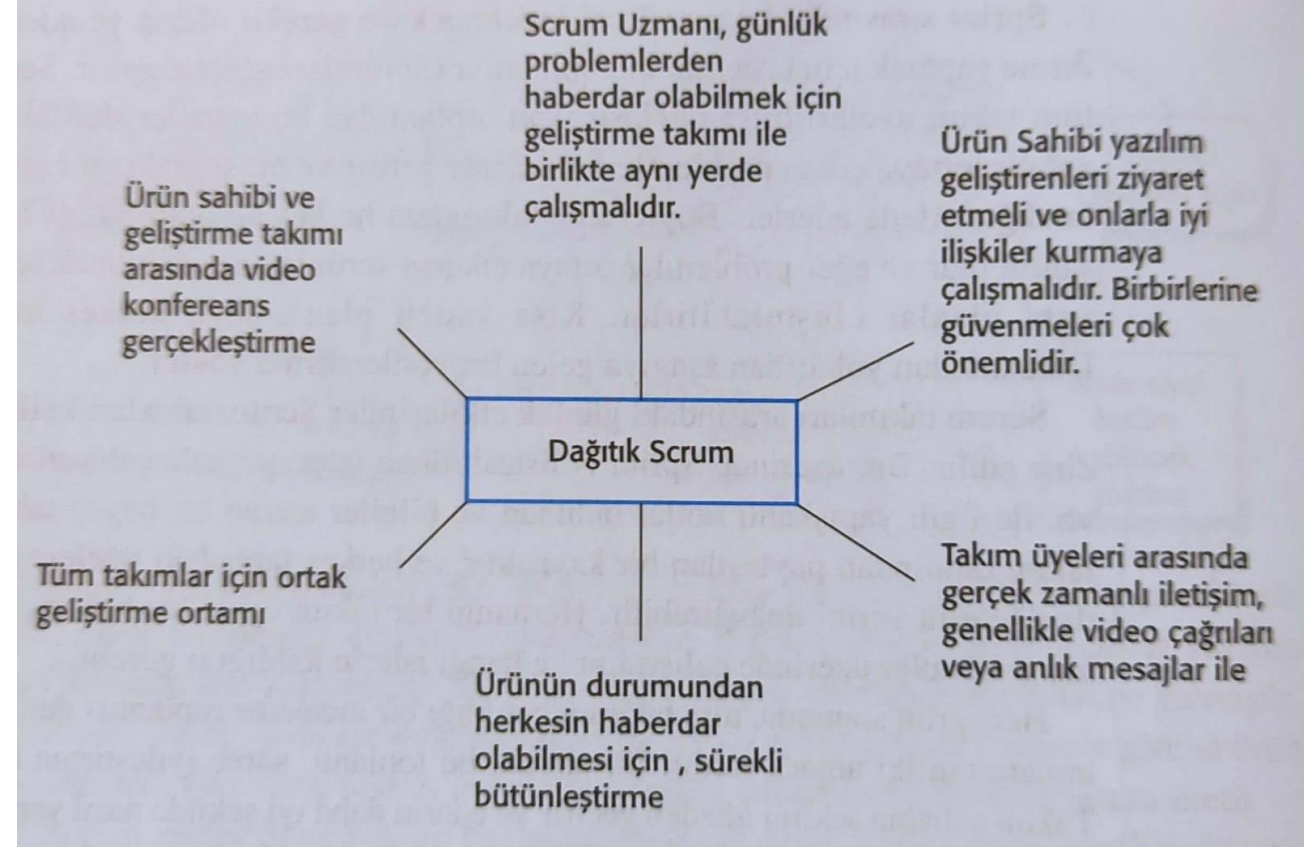 Scrum Uzmanı, günlük
problemlerden
haberdar olabilmek için
geliştirme takımı ile
birlikte aynı yerde
çalışmalıdır.
Ürün Sahibi yazılım
geliştirenleri ziyaret
etmeli ve onlarla iyi
ilişkiler kurmaya
çalışmalıdır. Birbirlerine
güvenmeleri çok
önemlidir.
Ürün sahibi ve
geliştirme takımı
arasında video
konfereans
gerçekleştirme
Dağıtık Scrum
Tüm takımlar için ortak
geliştirme ortamı
Takım üyeleri arasında
gerçek zamanlı iletişim,
genellikle video çağrıları
veya anlık mesajlar ile
Ürünün durumundan
herkesin haberdar
olabilmesi için , sürekli
bütünleştirme